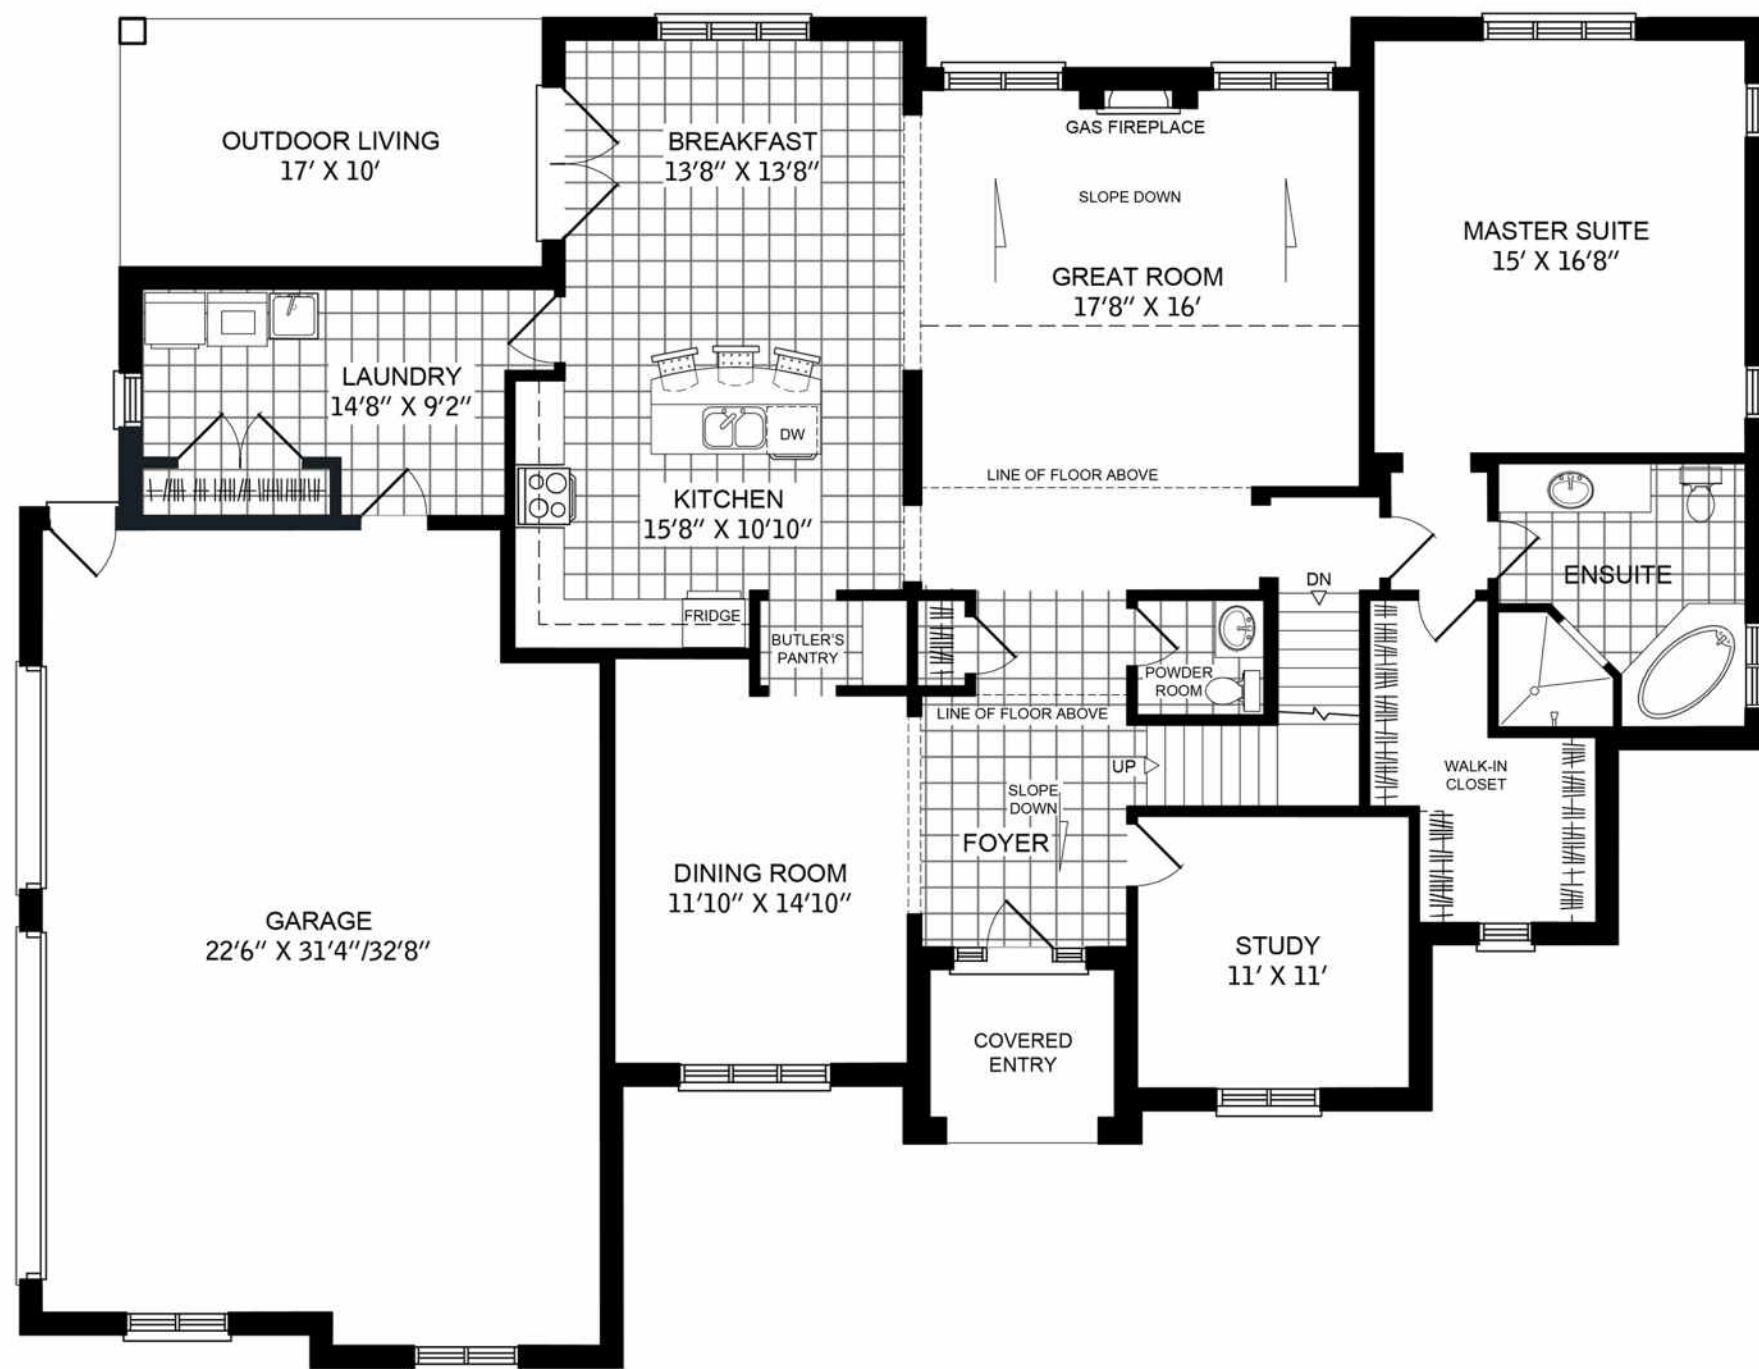 OUTDOOR LIVING
17' X 10'
BREAKFAST
13'8" X 13'8"
GAS FIREPLACE
SLOPE DOWN
GREAT ROOM
17'8" X 16'
MASTER SUITE
15' X 16'8"
LAUNDRY
14'8" X 9'2"
DW
KITCHEN
15'8" X 10'10"
LINE OF FLOOR ABOVE
DN
ENSUITE
FRIDGE
BUTLER'S
PANTRY
POWDER
ROOM
LINE OF FLOOR ABOVE
UP
SLOPE
DOWN
FOYER
WALK-IN
CLOSET
DINING ROOM
11'10" X 14'10"
GARAGE
22'6" X 31'4"/32'8"
STUDY
11' X 11'
COVERED
ENTRY